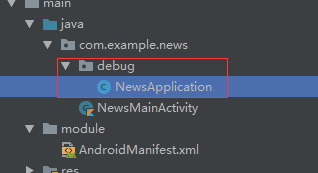 main
java
com.example.news
debug
NewsApplication
NewsMainActivity
module
AndroidManifest.xml
res